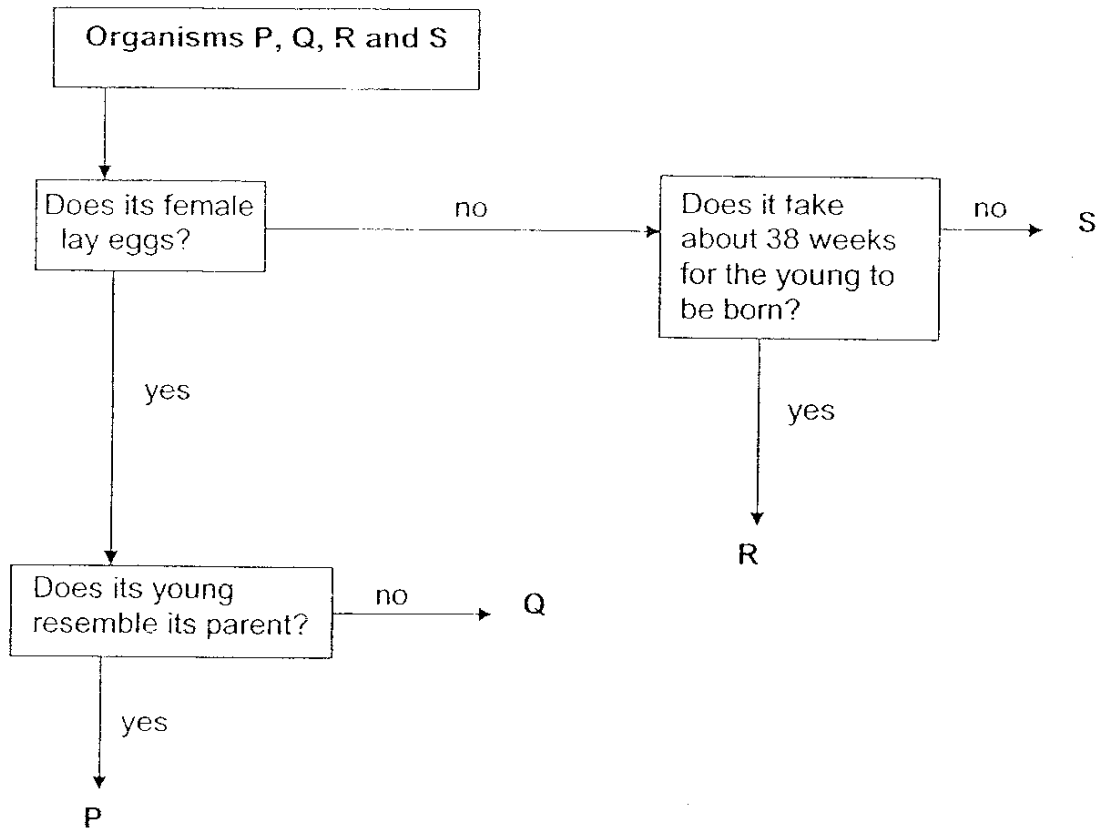 Organisms P, Q, R and S
Does its female
lay eggs?
no
Does it take
about 38 weeks
for the young to
be born?
no
S
yes
yes
R
Does its young
resemble its parent?
no
Q
yes
P